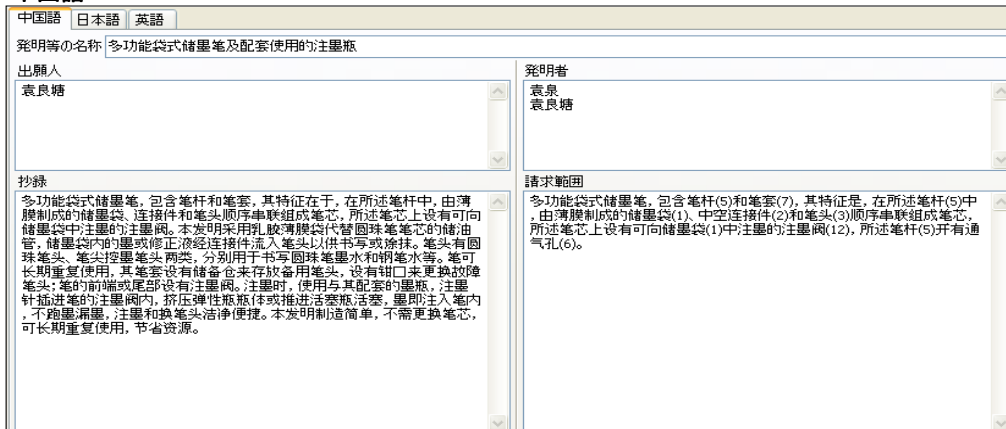 中国語 日本語 英語
発明等の名称 多功能袋式储墨笔及配套使用的注墨瓶
出願人
袁良塘
発明者
袁泉
袁良塘
抄録
多功能袋式储墨笔, 包含笔杆和笔套, 其特征在于, 在所述笔杆中, 由薄
膜制成的储墨袋、连接件和笔头顺序串联组成笔芯, 所述笔芯上设有可向
储墨袋中注墨的注墨阀。本发明采用乳胶薄膜袋代替圆珠笔笔芯的储油
管, 储墨袋内的墨或修正液经连接件流入笔头以供书写或涂抹。笔头有圆
珠笔头、笔尖控墨笔头两类, 分别用于书写圆珠笔墨水和钢笔水等。笔可
长期重复使用, 其笔套设有储备仓来存放备用笔头, 设有钳口来更换故障
笔头; 笔的前端或尾部设有注墨阀。注墨时, 使用与其配套的墨瓶, 注墨
针插进笔的注墨阀内, 挤压弹性瓶瓶体或推进活塞瓶活塞, 墨即注入笔内
, 不跑墨漏墨, 注墨和换笔头洁净便捷。本发明制造简单, 不需更换笔芯,
可长期重复使用, 节省资源。
請求範囲
多功能袋式储墨笔, 包含笔杆(5)和笔套(7), 其特征是, 在所述笔杆(5)中
, 由薄膜制成的储墨袋(1)、中空连接件(2)和笔头(3)顺序串联组成笔芯,
所述笔芯上设有可向储墨袋(1)中注墨的注墨阀(12), 所述笔杆(5)开有通
气孔(6)。